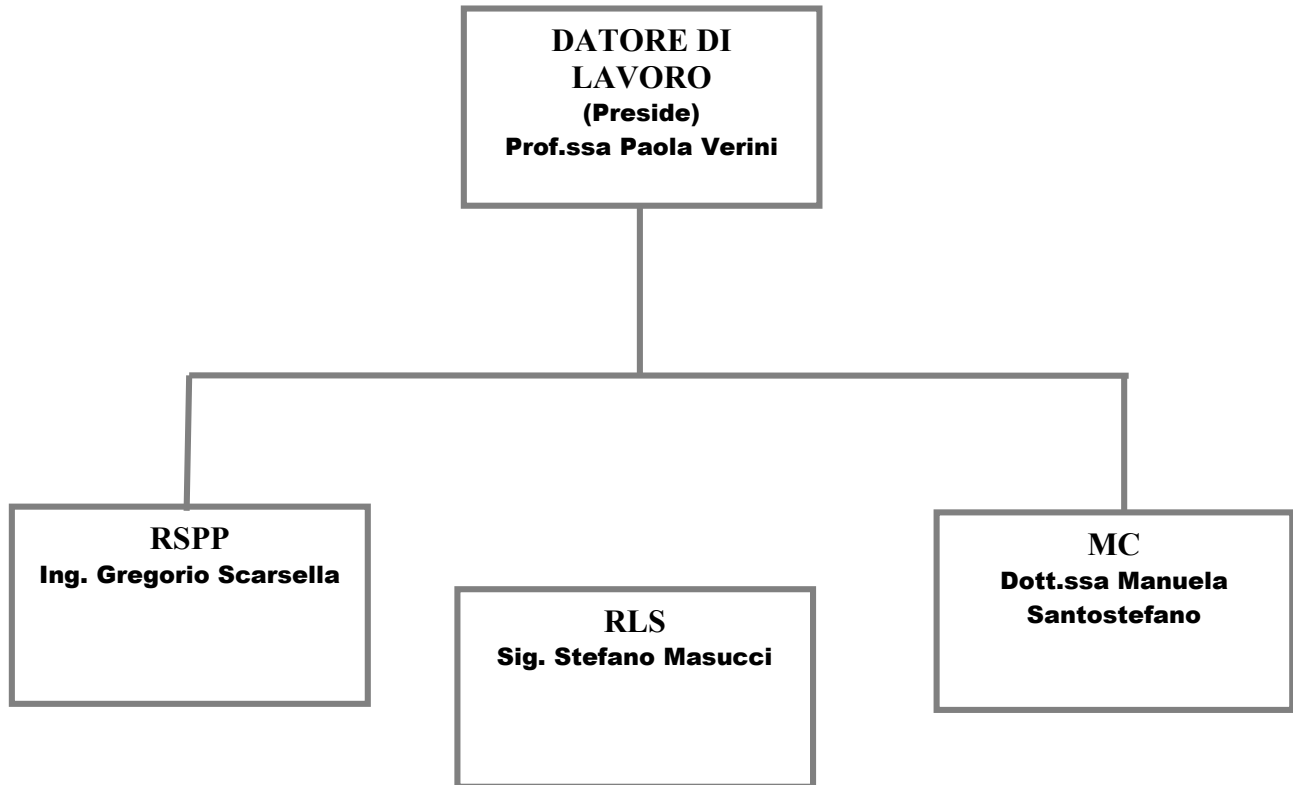 DATORE DI
LAVORO
(Preside)
Prof.ssa Paola Verini
RSPP
Ing. Gregorio Scarsella
RLS
Sig. Stefano Masucci
MC
Dott.ssa Manuela
Santostefano